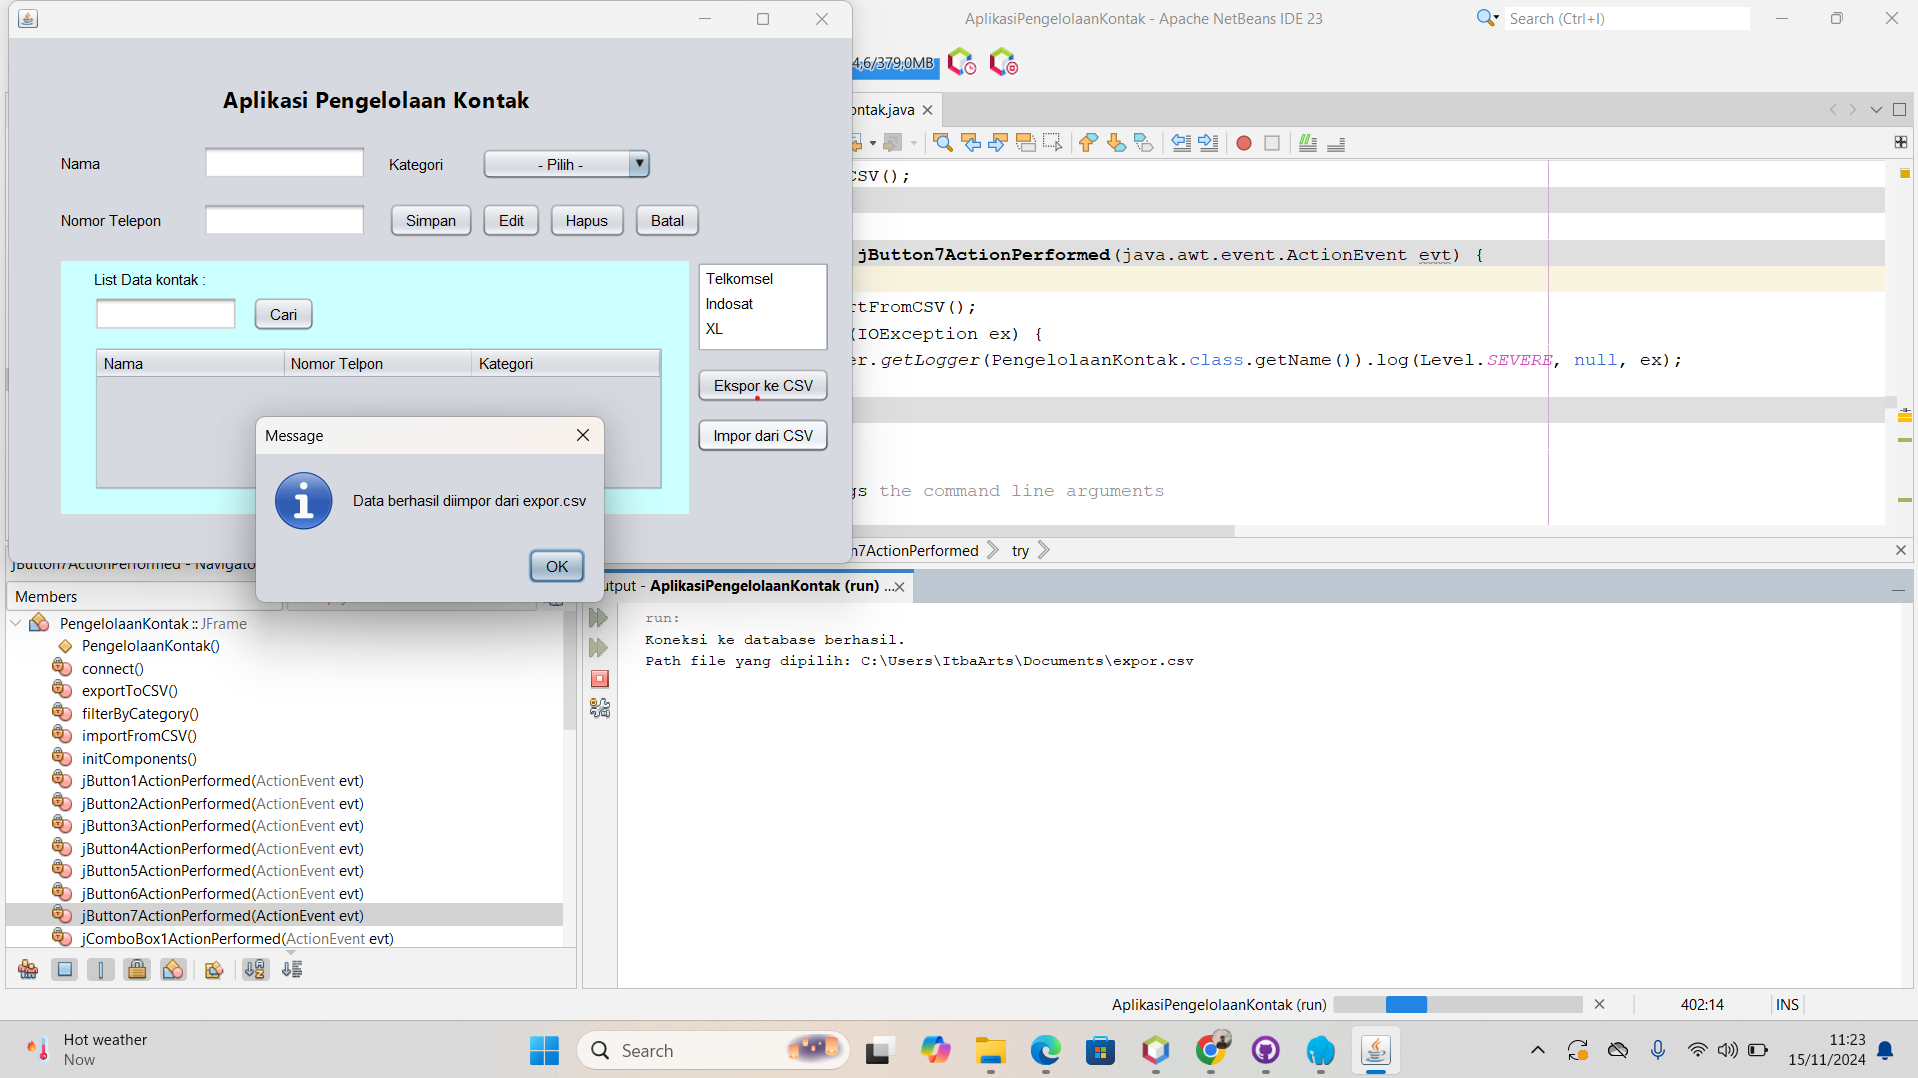 AplikasiPengelolaanKontak - Apache NetBeans IDE 23
Search (Ctrl+I)
4,6/379,0MB
Aplikasi Pengelolaan Kontak
Nama
Kategori
- Pilih -
Nomor Telepon
Simpan
Edit
Hapus
Batal
List Data kontak :
Cari
Nama
Nomor Telpon
Kategori
Telkomsel
Indosat
XL
Ekspor ke CSV
Impor dari CSV
Message
Data berhasil diimpor dari expor.csv
OK
ontak.java
CSV();
jButton7ActionPerformed(java.awt.event.ActionEvent evt) {
rtFromCSV();
(IOException ex) {
er.getLogger(PengelolaanKontak.class.getName()).log(Level.SEVERE, null, ex);
gs the command line arguments
n7ActionPerformed
try
jButton7ActionPerformed - Navigato
Members
PengelolaanKontak :: JFrame
PengelolaanKontak()
connect()
exportToCSV()
filterByCategory()
importFromCSV()
initComponents()
jButton1ActionPerformed(ActionEvent evt)
jButton2ActionPerformed(ActionEvent evt)
jButton3ActionPerformed(ActionEvent evt)
jButton4ActionPerformed(ActionEvent evt)
jButton5ActionPerformed(ActionEvent evt)
jButton6ActionPerformed(ActionEvent evt)
jButton7ActionPerformed(ActionEvent evt)
jComboBox1ActionPerformed(ActionEvent evt)
utput - AplikasiPengelolaanKontak (run) ...
run:
Koneksi ke database berhasil.
Path file yang dipilih: C:\Users\ItbaArts\Documents\expor.csv
AplikasiPengelolaanKontak (run)
402:14
INS
Hot weather
Now
Search
11:23
15/11/2024